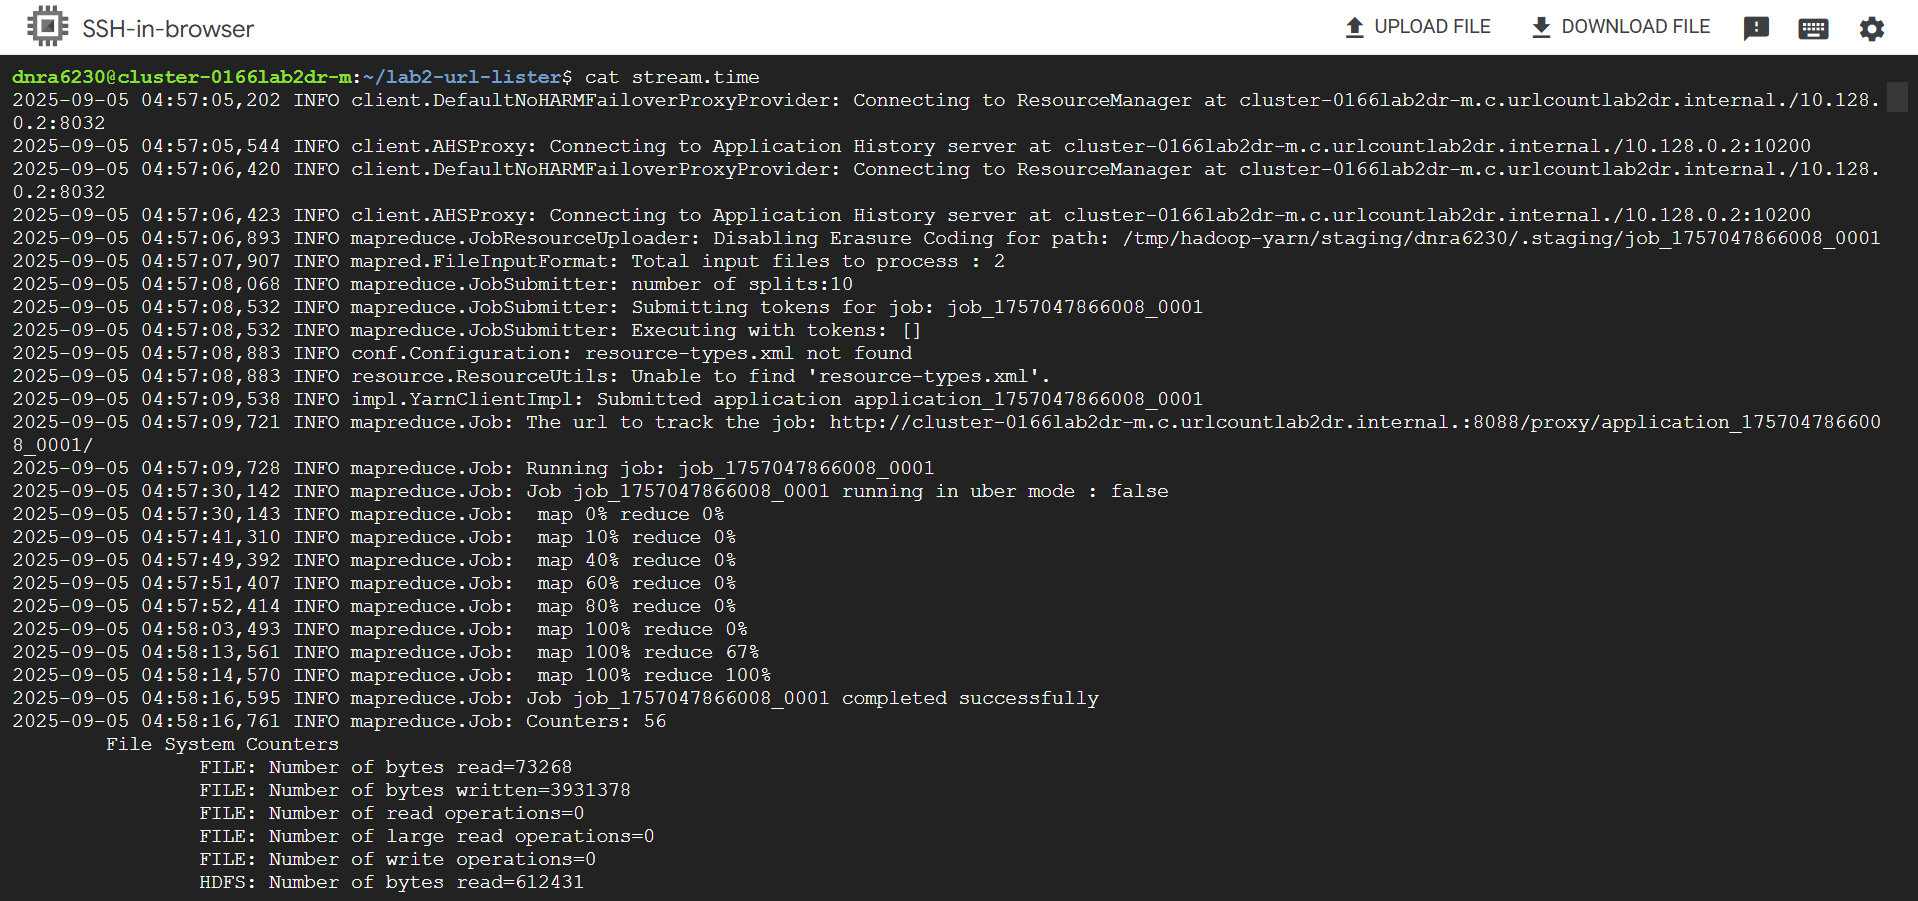 SSH-in-browser
UPLOAD FILE
DOWNLOAD FILE
dnra6230@cluster-0166lab2dr-m:~/lab2-url-lister$ cat stream.time
2025-09-05 04:57:05,202 INFO client.DefaultNoHARMFailoverProxyProvider: Connecting to ResourceManager at cluster-0166lab2dr-m.c.urlcountlab2dr.internal./10.128.
0.2:8032
2025-09-05 04:57:05,544 INFO client.AHSProxy: Connecting to Application History server at cluster-0166lab2dr-m.c.urlcountlab2dr.internal./10.128.0.2:10200
2025-09-05 04:57:06,420 INFO client.DefaultNoHARMFailoverProxyProvider: Connecting to ResourceManager at cluster-0166lab2dr-m.c.urlcountlab2dr.internal./10.128.
0.2:8032
2025-09-05 04:57:06,423 INFO client.AHSProxy: Connecting to Application History server at cluster-0166lab2dr-m.c.urlcountlab2dr.internal./10.128.0.2:10200
2025-09-05 04:57:06,893 INFO mapreduce.JobResourceUploader: Disabling Erasure Coding for path: /tmp/hadoop-yarn/staging/dnra6230/.staging/job_1757047866008_0001
2025-09-05 04:57:07,907 INFO mapred.FileInputFormat: Total input files to process : 2
2025-09-05 04:57:08,068 INFO mapreduce.JobSubmitter: number of splits:10
2025-09-05 04:57:08,532 INFO mapreduce.JobSubmitter: Submitting tokens for job: job_1757047866008_0001
2025-09-05 04:57:08,532 INFO mapreduce.JobSubmitter: Executing with tokens: []
2025-09-05 04:57:08,883 INFO conf.Configuration: resource-types.xml not found
2025-09-05 04:57:08,883 INFO resource.ResourceUtils: Unable to find 'resource-types.xml'.
2025-09-05 04:57:09,538 INFO impl.YarnClientImpl: Submitted application application_1757047866008_0001
2025-09-05 04:57:09,721 INFO mapreduce.Job: The url to track the job: http://cluster-0166lab2dr-m.c.urlcountlab2dr.internal.:8088/proxy/application_175704786600
8_0001/
2025-09-05 04:57:09,728 INFO mapreduce.Job: Running job: job_1757047866008_0001
2025-09-05 04:57:30,142 INFO mapreduce.Job: Job job_1757047866008_0001 running in uber mode : false
2025-09-05 04:57:30,143 INFO mapreduce.Job:  map 0% reduce 0%
2025-09-05 04:57:41,310 INFO mapreduce.Job:  map 10% reduce 0%
2025-09-05 04:57:49,392 INFO mapreduce.Job:  map 40% reduce 0%
2025-09-05 04:57:51,407 INFO mapreduce.Job:  map 60% reduce 0%
2025-09-05 04:57:52,414 INFO mapreduce.Job:  map 80% reduce 0%
2025-09-05 04:58:03,493 INFO mapreduce.Job:  map 100% reduce 0%
2025-09-05 04:58:13,561 INFO mapreduce.Job:  map 100% reduce 67%
2025-09-05 04:58:14,570 INFO mapreduce.Job:  map 100% reduce 100%
2025-09-05 04:58:16,595 INFO mapreduce.Job: Job job_1757047866008_0001 completed successfully
2025-09-05 04:58:16,761 INFO mapreduce.Job: Counters: 56
File System Counters
FILE: Number of bytes read=73268
FILE: Number of bytes written=3931378
FILE: Number of read operations=0
FILE: Number of large read operations=0
FILE: Number of write operations=0
HDFS: Number of bytes read=612431